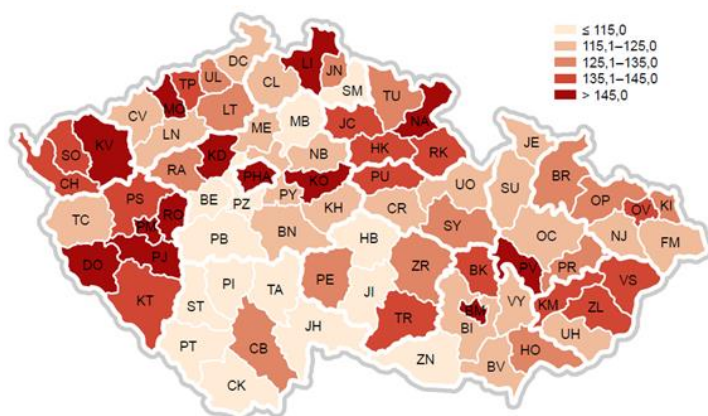 ≤ 115,0
115,1–125,0
125,1–135,0
135,1–145,0
> 145,0
DC
LI
JN
TP
UL
CL
SM
MO
LT
TU
CV
MB
NA
LN
ME
JC
SO
KV
KD
NB
HK
RK
JE
CH
RA
PHA
KO
PU
BR
BE
PZ
PY
UO
SU
OP
OV
KI
TC
PS
RO
KH
CR
PM
BN
SY
OC
NJ
FM
DO
PJ
PB
HB
PV
PR
KT
PI
TA
PE
ZR
BK
VS
ST
JI
BM
VY
KM
ZL
PT
CB
JH
TR
BI
UH
CK
ZN
BV
HO